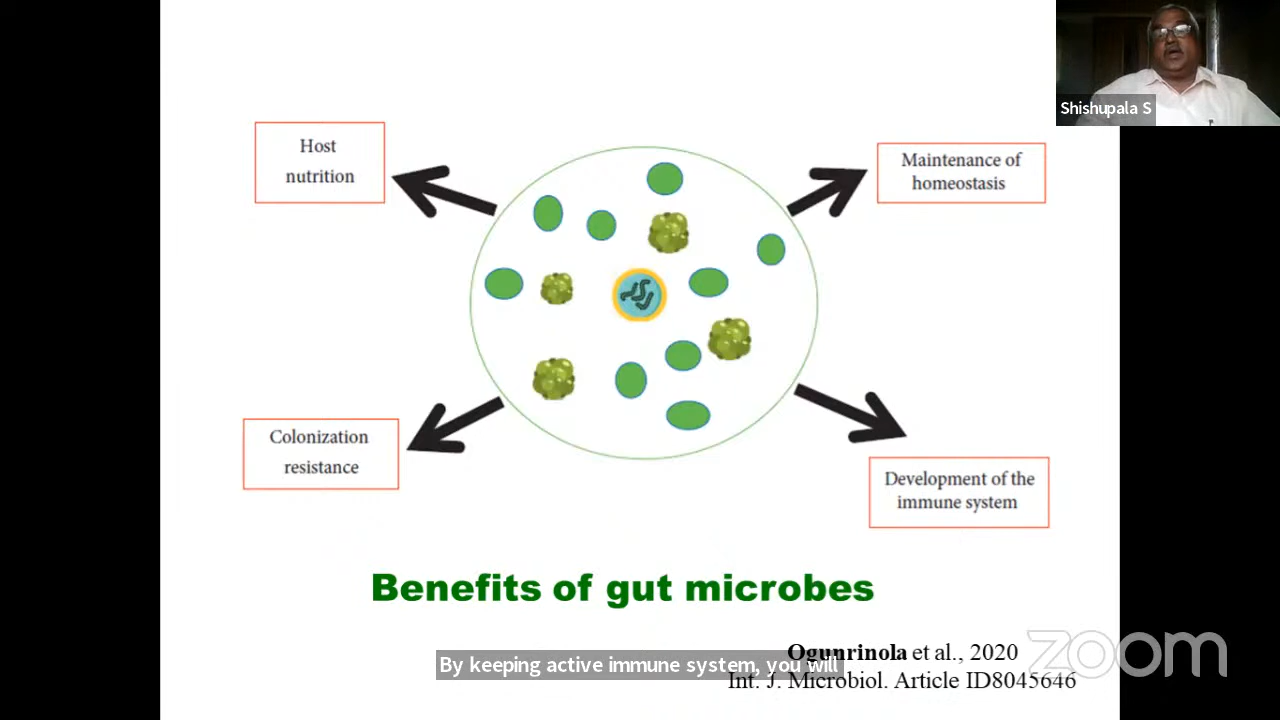 Shishupala S
Host
nutrition
Maintenance of
homeostasis
Colonization
resistance
Development of the
immune system
Benefits of gut microbes
Ogunrinola et al., 2020
By keeping active immune system, you will
Int. J. Microbiol. Article ID8045646
zoom